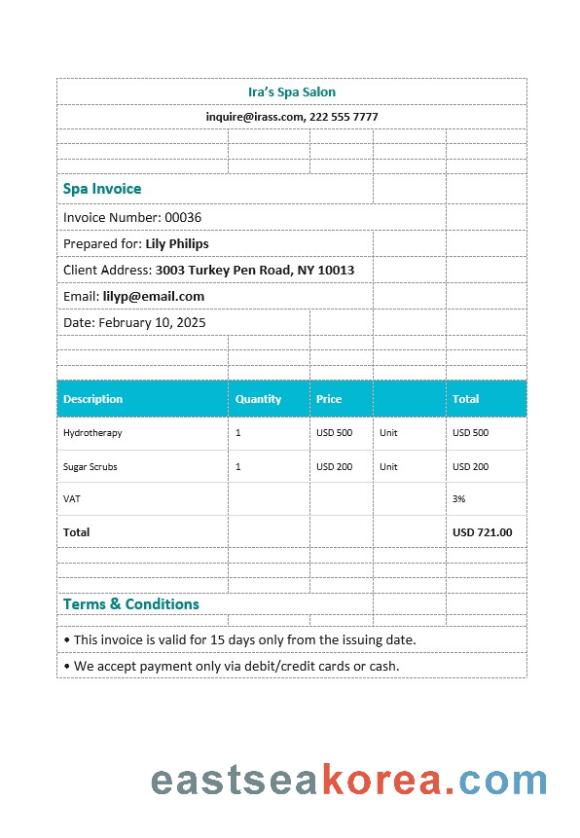 Ira’s Spa Salon
inquire@irass.com, 222 555 7777
Spa Invoice
Invoice Number: 00036
Prepared for: Lily Philips
Client Address: 3003 Turkey Pen Road, NY 10013
Email: lilyp@email.com
Date: February 10, 2025
Description Quantity Price Total
Hydrotherapy 1 USD 500 Unit USD 500
Sugar Scrubs 1 USD 200 Unit USD 200
VAT 3%
Total USD 721.00
Terms & Conditions
• This invoice is valid for 15 days only from the issuing date.
• We accept payment only via debit/credit cards or cash.
eastseakorea.com